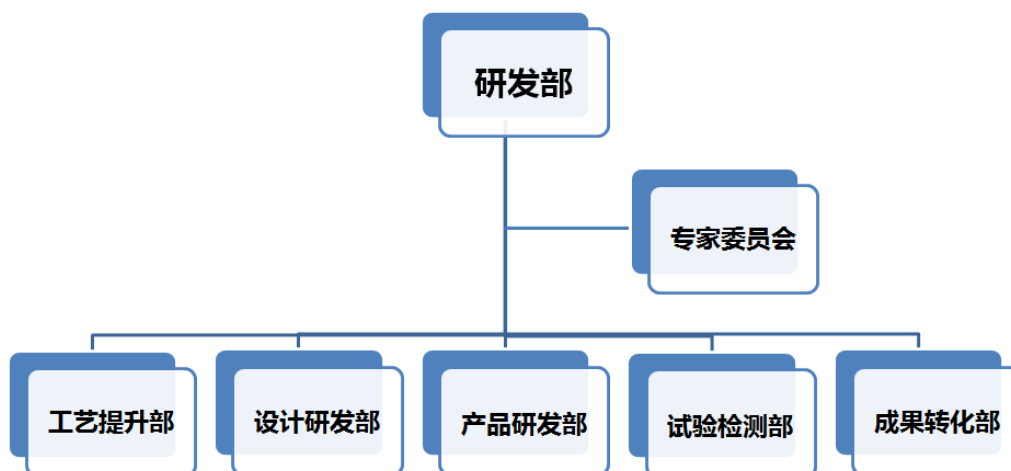 研发部
专家委员会
工艺提升部
设计研发部
产品研发部
试验检测部
成果转化部